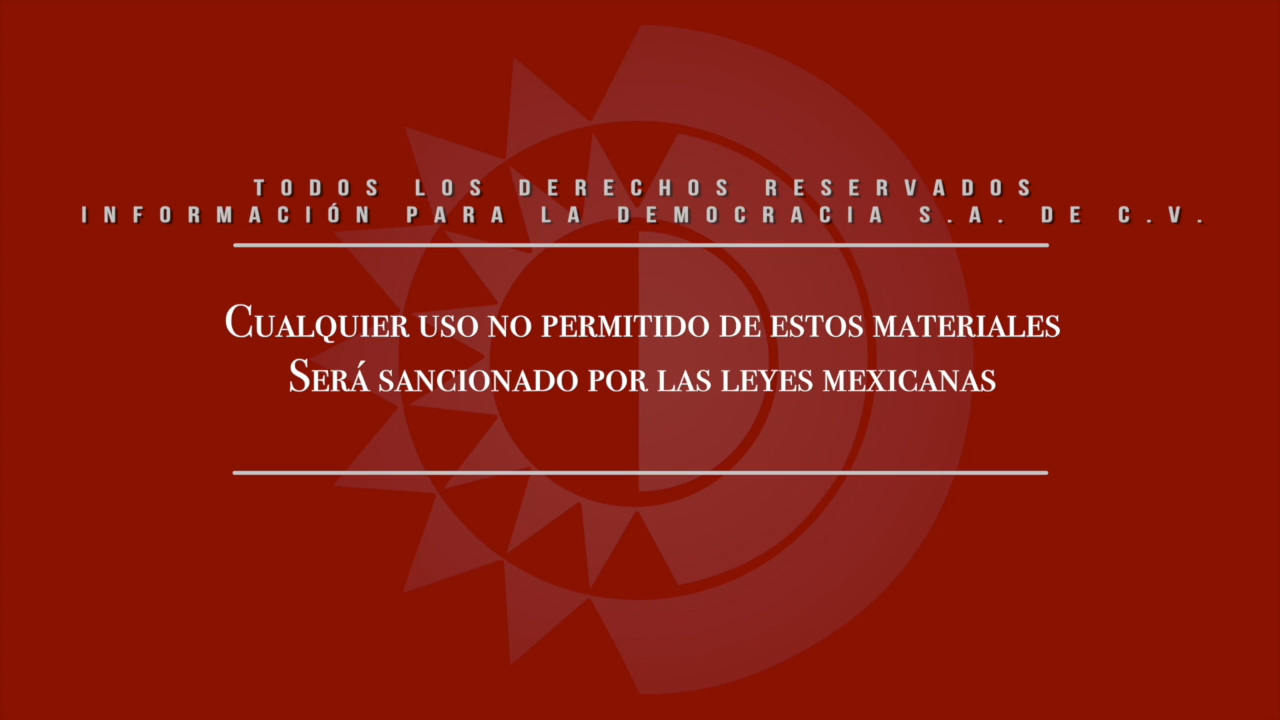 TODOS LOS DERECHOS RESERVADOS
INFORMACIÓN PARA LA DEMOCRACIA S.A. DE C.V.
Cualquier uso no permitido de estos materiales
Será sancionado por las leyes mexicanas